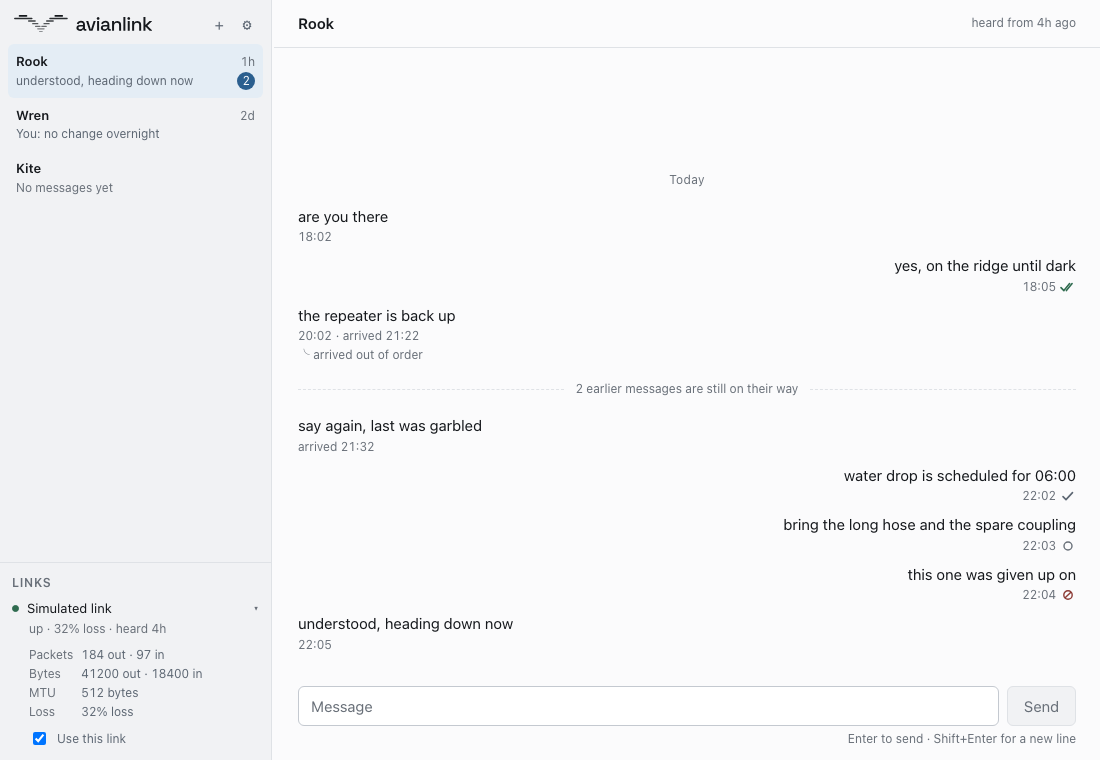 avianlink
+ ⚙
Rook 1h
understood, heading down now 2
Wren 2d
You: no change overnight
Kite
No messages yet
LINKS
Simulated link
up · 32% loss · heard 4h
Packets 184 out · 97 in
Bytes 41200 out · 18400 in
MTU 512 bytes
Loss 32% loss
Use this link
Rook heard from 4h ago
Today
are you there
18:02
yes, on the ridge until dark
18:05
the repeater is back up
20:02 · arrived 21:22
arrived out of order
2 earlier messages are still on their way
say again, last was garbled
arrived 21:32
water drop is scheduled for 06:00
22:02
bring the long hose and the spare coupling
22:03
this one was given up on
22:04
understood, heading down now
22:05
Message Send
Enter to send · Shift+Enter for a new line